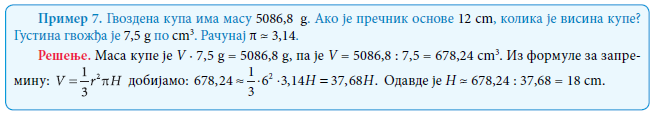 Пример 7. Гвоздена купа има масу 5086,8 g. Ако је пречник основе 12 cm, колика је висина купе?
Густина гвожђа је 7,5 g по cm³. Рачунај π ≃ 3,14.
Решење. Маса купе је V · 7,5 g = 5086,8 g, па је V = 5086,8 : 7,5 = 678,24 cm³. Из формуле за запре-
мину: V = 1/3 r²πH добијамо: 678,24 ≃ 1/3 · 6² · 3,14H = 37,68H. Одавде је H ≃ 678,24 : 37,68 = 18 cm.